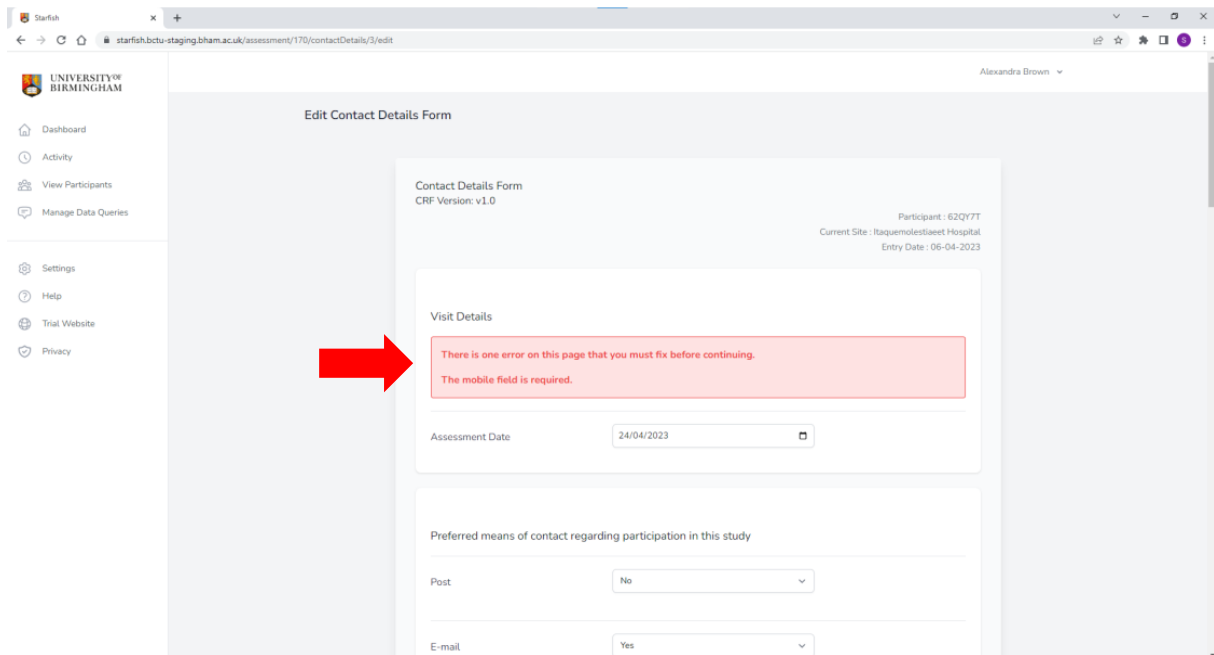 Starfish
starfish.bctu-staging.bham.ac.uk/assessment/170/contactDetails/3/edit
S
UNIVERSITY OF
BIRMINGHAM
Alexandra Brown
Dashboard
Activity
View Participants
Manage Data Queries
Settings
Help
Trial Website
Privacy
Edit Contact Details Form
Contact Details Form
CRF Version: v1.0
Participant : 62QY7T
Current Site : Itaquemolestiaeet Hospital
Entry Date : 06-04-2023
Visit Details
There is one error on this page that you must fix before continuing.
The mobile field is required.
Assessment Date 24/04/2023
Preferred means of contact regarding participation in this study
Post No
E-mail Yes